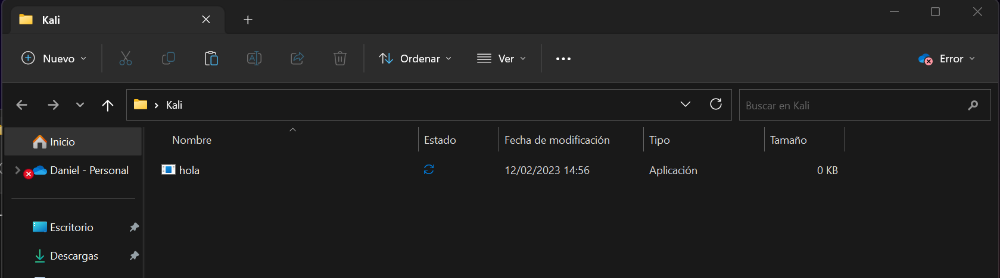 Kali
Nuevo
Ordenar
Ver
Error
Kali
Buscar en Kali
Inicio
Nombre
Estado
Fecha de modificación
Tipo
Tamaño
Daniel - Personal
hola
12/02/2023 14:56
Aplicación
0 KB
Escritorio
Descargas